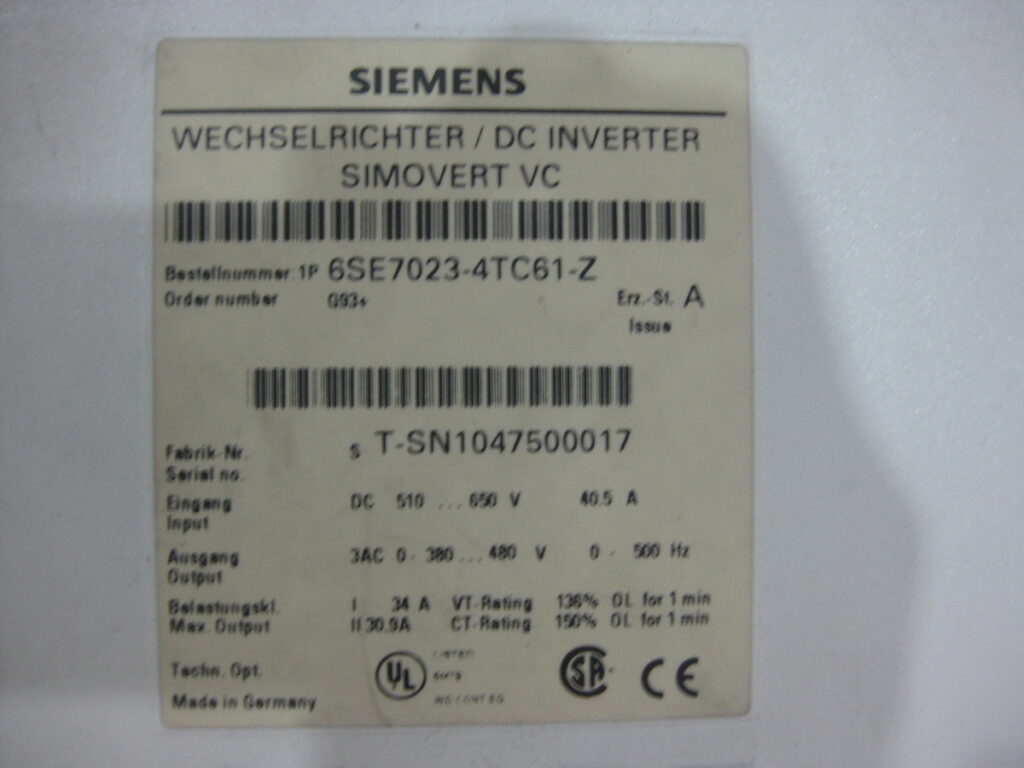 SIEMENS
WECHSELRICHTER / DC INVERTER
SIMOVERT VC
Bestellnummer 1P 6SE7023-4TC61-Z
Order number G93+ Erz.-St. A
Issue
Fabrik-Nr. S T-SN1047500017
Serial no.
Eingang DC 510 ... 650 V 40.5 A
Input
Ausgang 3AC 0 - 380 ... 480 V 0 - 500 Hz
Output
Belastungskl. I 34 A VT-Rating 136% OL for 1 min
Max. Output II 30.9A CT-Rating 150% OL for 1 min
Techn. Opt. UL LISTED SA CE
Made in Germany